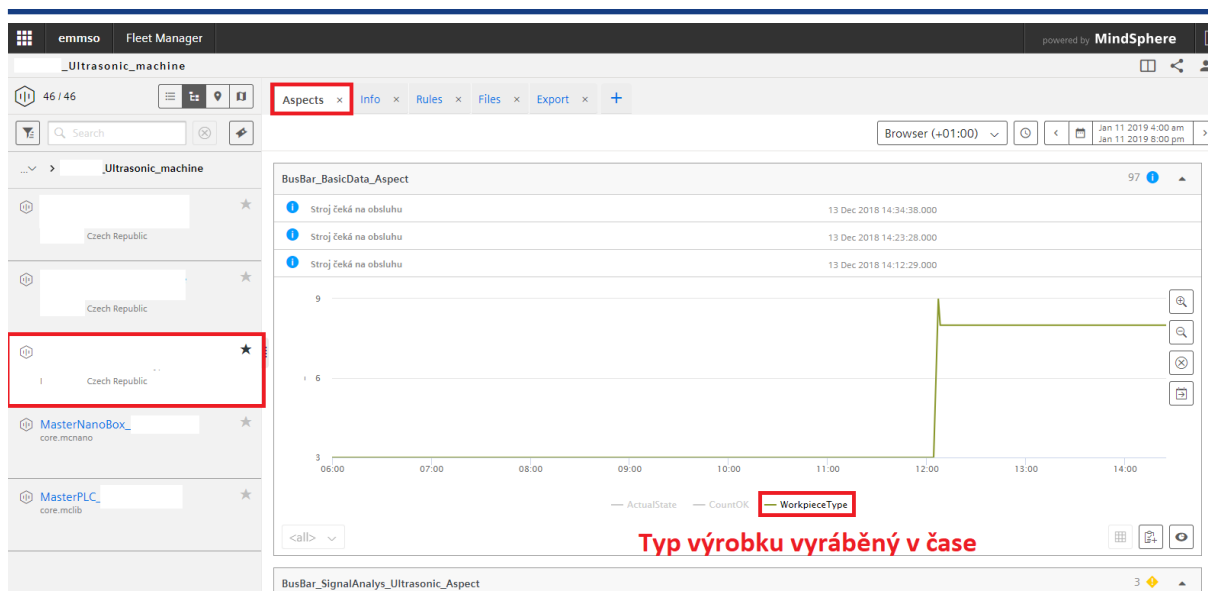 emmso Fleet Manager powered by MindSphere
_Ultrasonic_machine
46 / 46
Aspects × Info × Rules × Files × Export × +
Search
Browser (+01:00)
Jan 11 2019 4:00 am
Jan 11 2019 8:00 pm
... > _Ultrasonic_machine
Czech Republic
Czech Republic
Czech Republic
MasterNanoBox_
core.mcnano
MasterPLC_
core.mclib
BusBar_BasicData_Aspect 97
Stroj čeká na obsluhu 13 Dec 2018 14:34:38.000
Stroj čeká na obsluhu 13 Dec 2018 14:23:28.000
Stroj čeká na obsluhu 13 Dec 2018 14:12:29.000
9
6
3
06:00 07:00 08:00 09:00 10:00 11:00 12:00 13:00 14:00
ActualState CountOK WorkpieceType
<all>
Typ výrobku vyráběný v čase
BusBar_SignalAnalys_Ultrasonic_Aspect 3